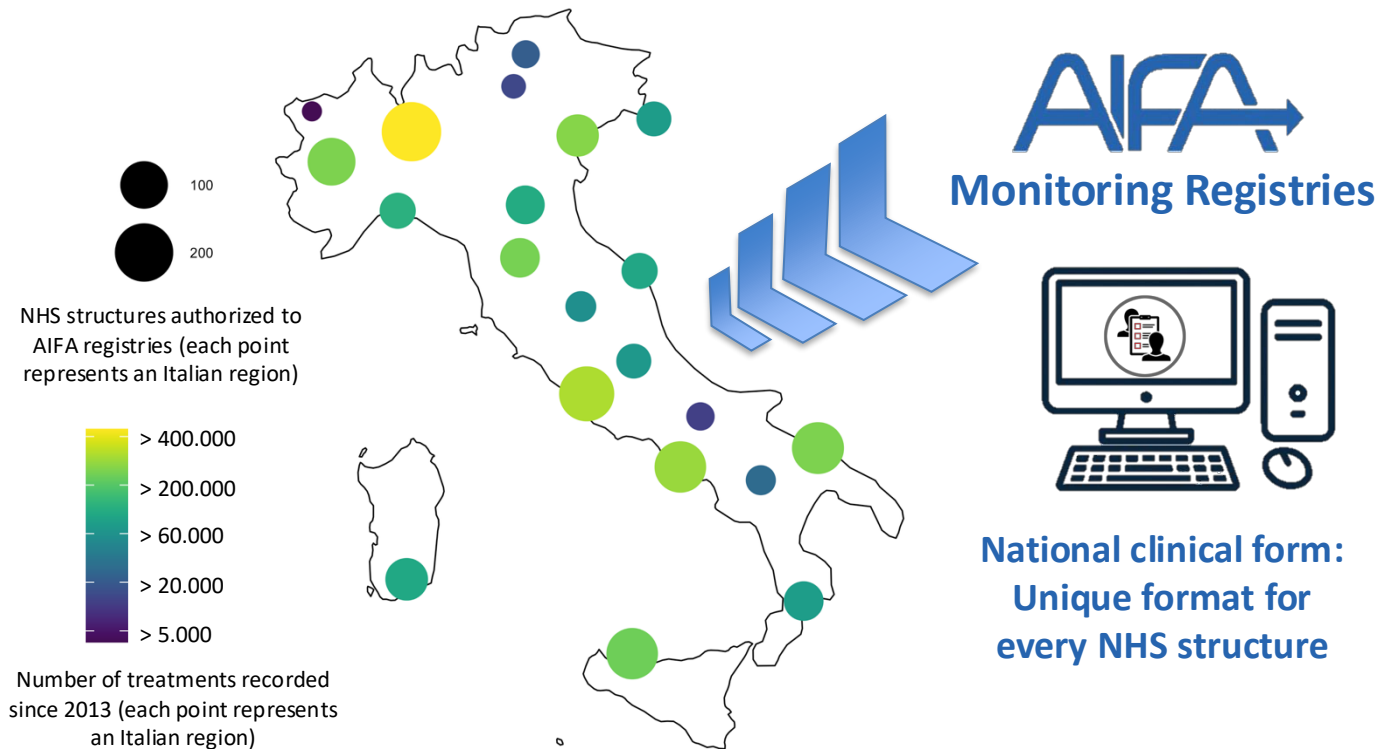 AIFA
Monitoring Registries
100
200
NHS structures authorized to
AIFA registries (each point
represents an Italian region)
> 400.000
> 200.000
> 60.000
> 20.000
> 5.000
Number of treatments recorded
since 2013 (each point represents
an Italian region)
National clinical form:
Unique format for
every NHS structure